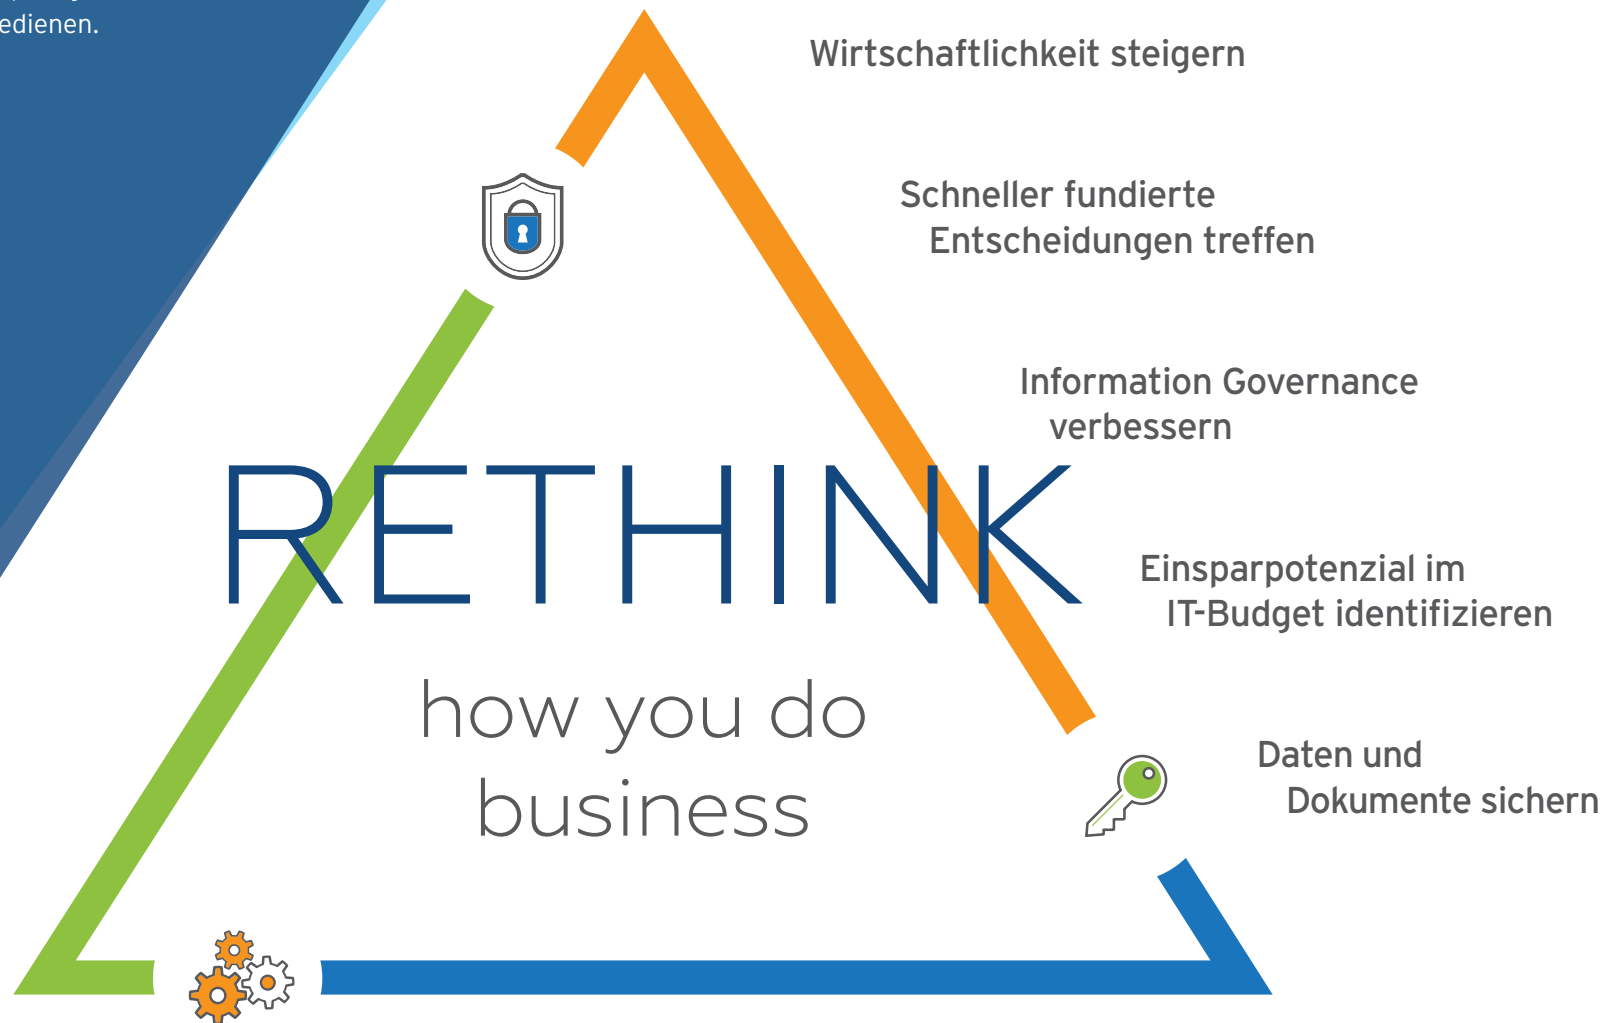 edienen.
Wirtschaftlichkeit steigern
Schneller fundierte
Entscheidungen treffen
Information Governance
verbessern
RETHINK
Einsparpotenzial im
IT-Budget identifizieren
how you do
business
Daten und
Dokumente sichern